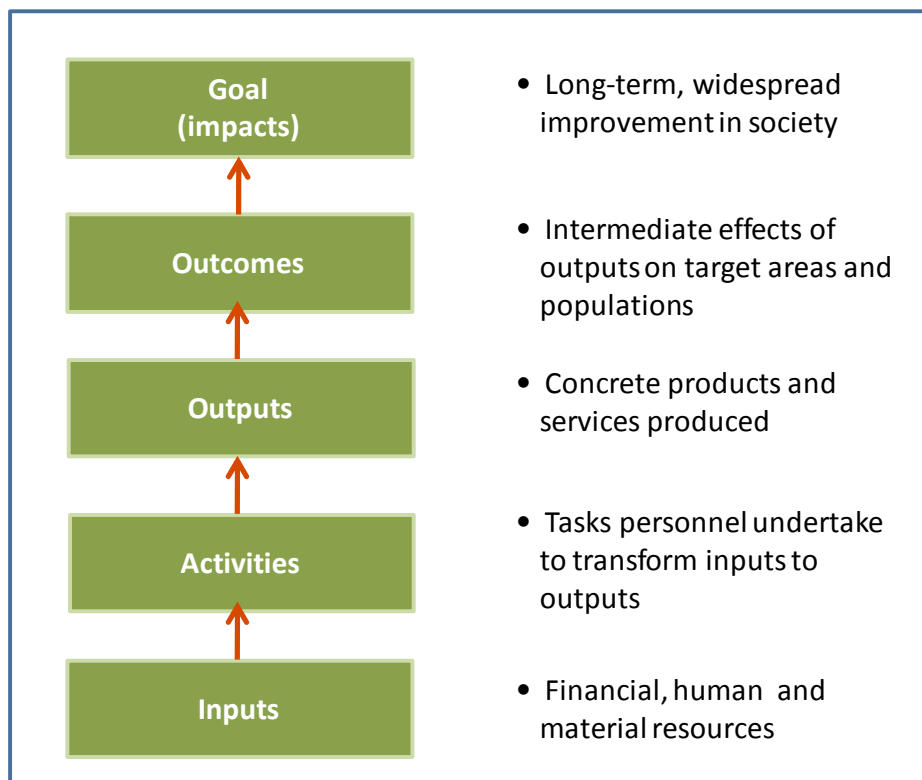 Goal
(impacts)
• Long-term, widespread
improvement in society
Outcomes
• Intermediate effects of
outputs on target areas and
populations
Outputs
• Concrete products and
services produced
Activities
• Tasks personnel undertake
to transform inputs to
outputs
Inputs
• Financial, human and
material resources